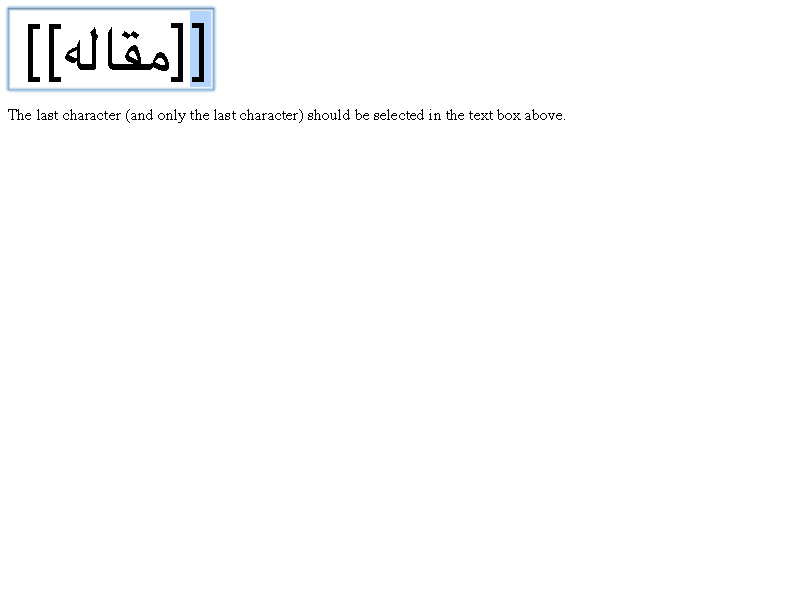 [[مقاله]]
The last character (and only the last character) should be selected in the text box above.